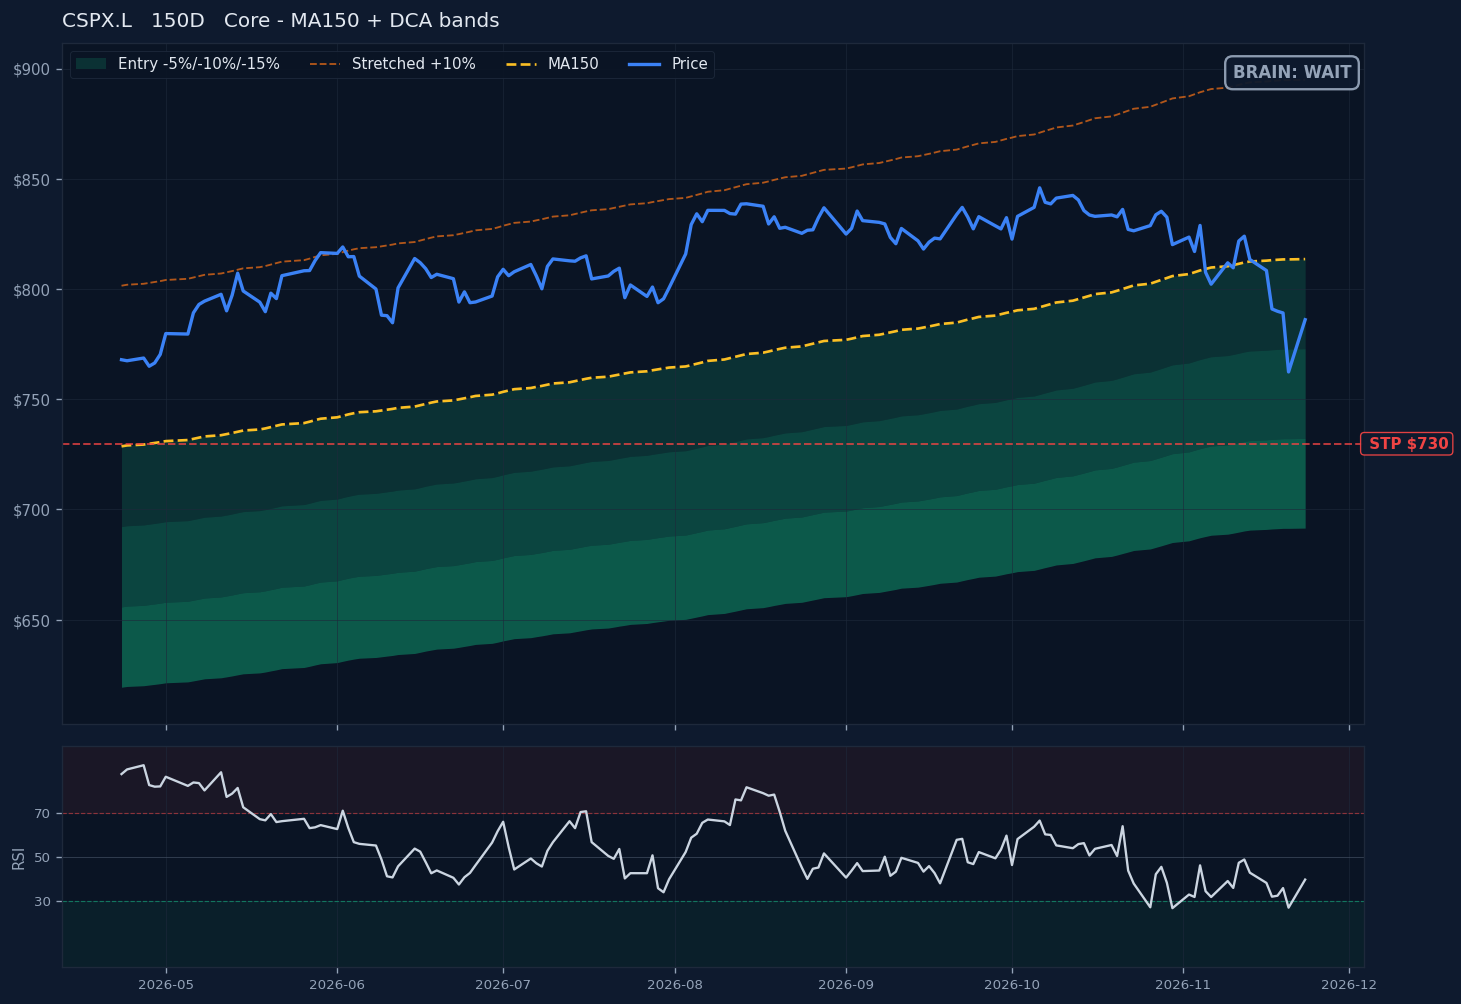 CSPX.L   150D   Core - MA150 + DCA bands
Entry -5%/-10%/-15%   Stretched +10%   MA150   Price
BRAIN: WAIT
$900
$850
$800
$750
$700
$650
STP $730
RSI
70
50
30
2026-05   2026-06   2026-07   2026-08   2026-09   2026-10   2026-11   2026-12